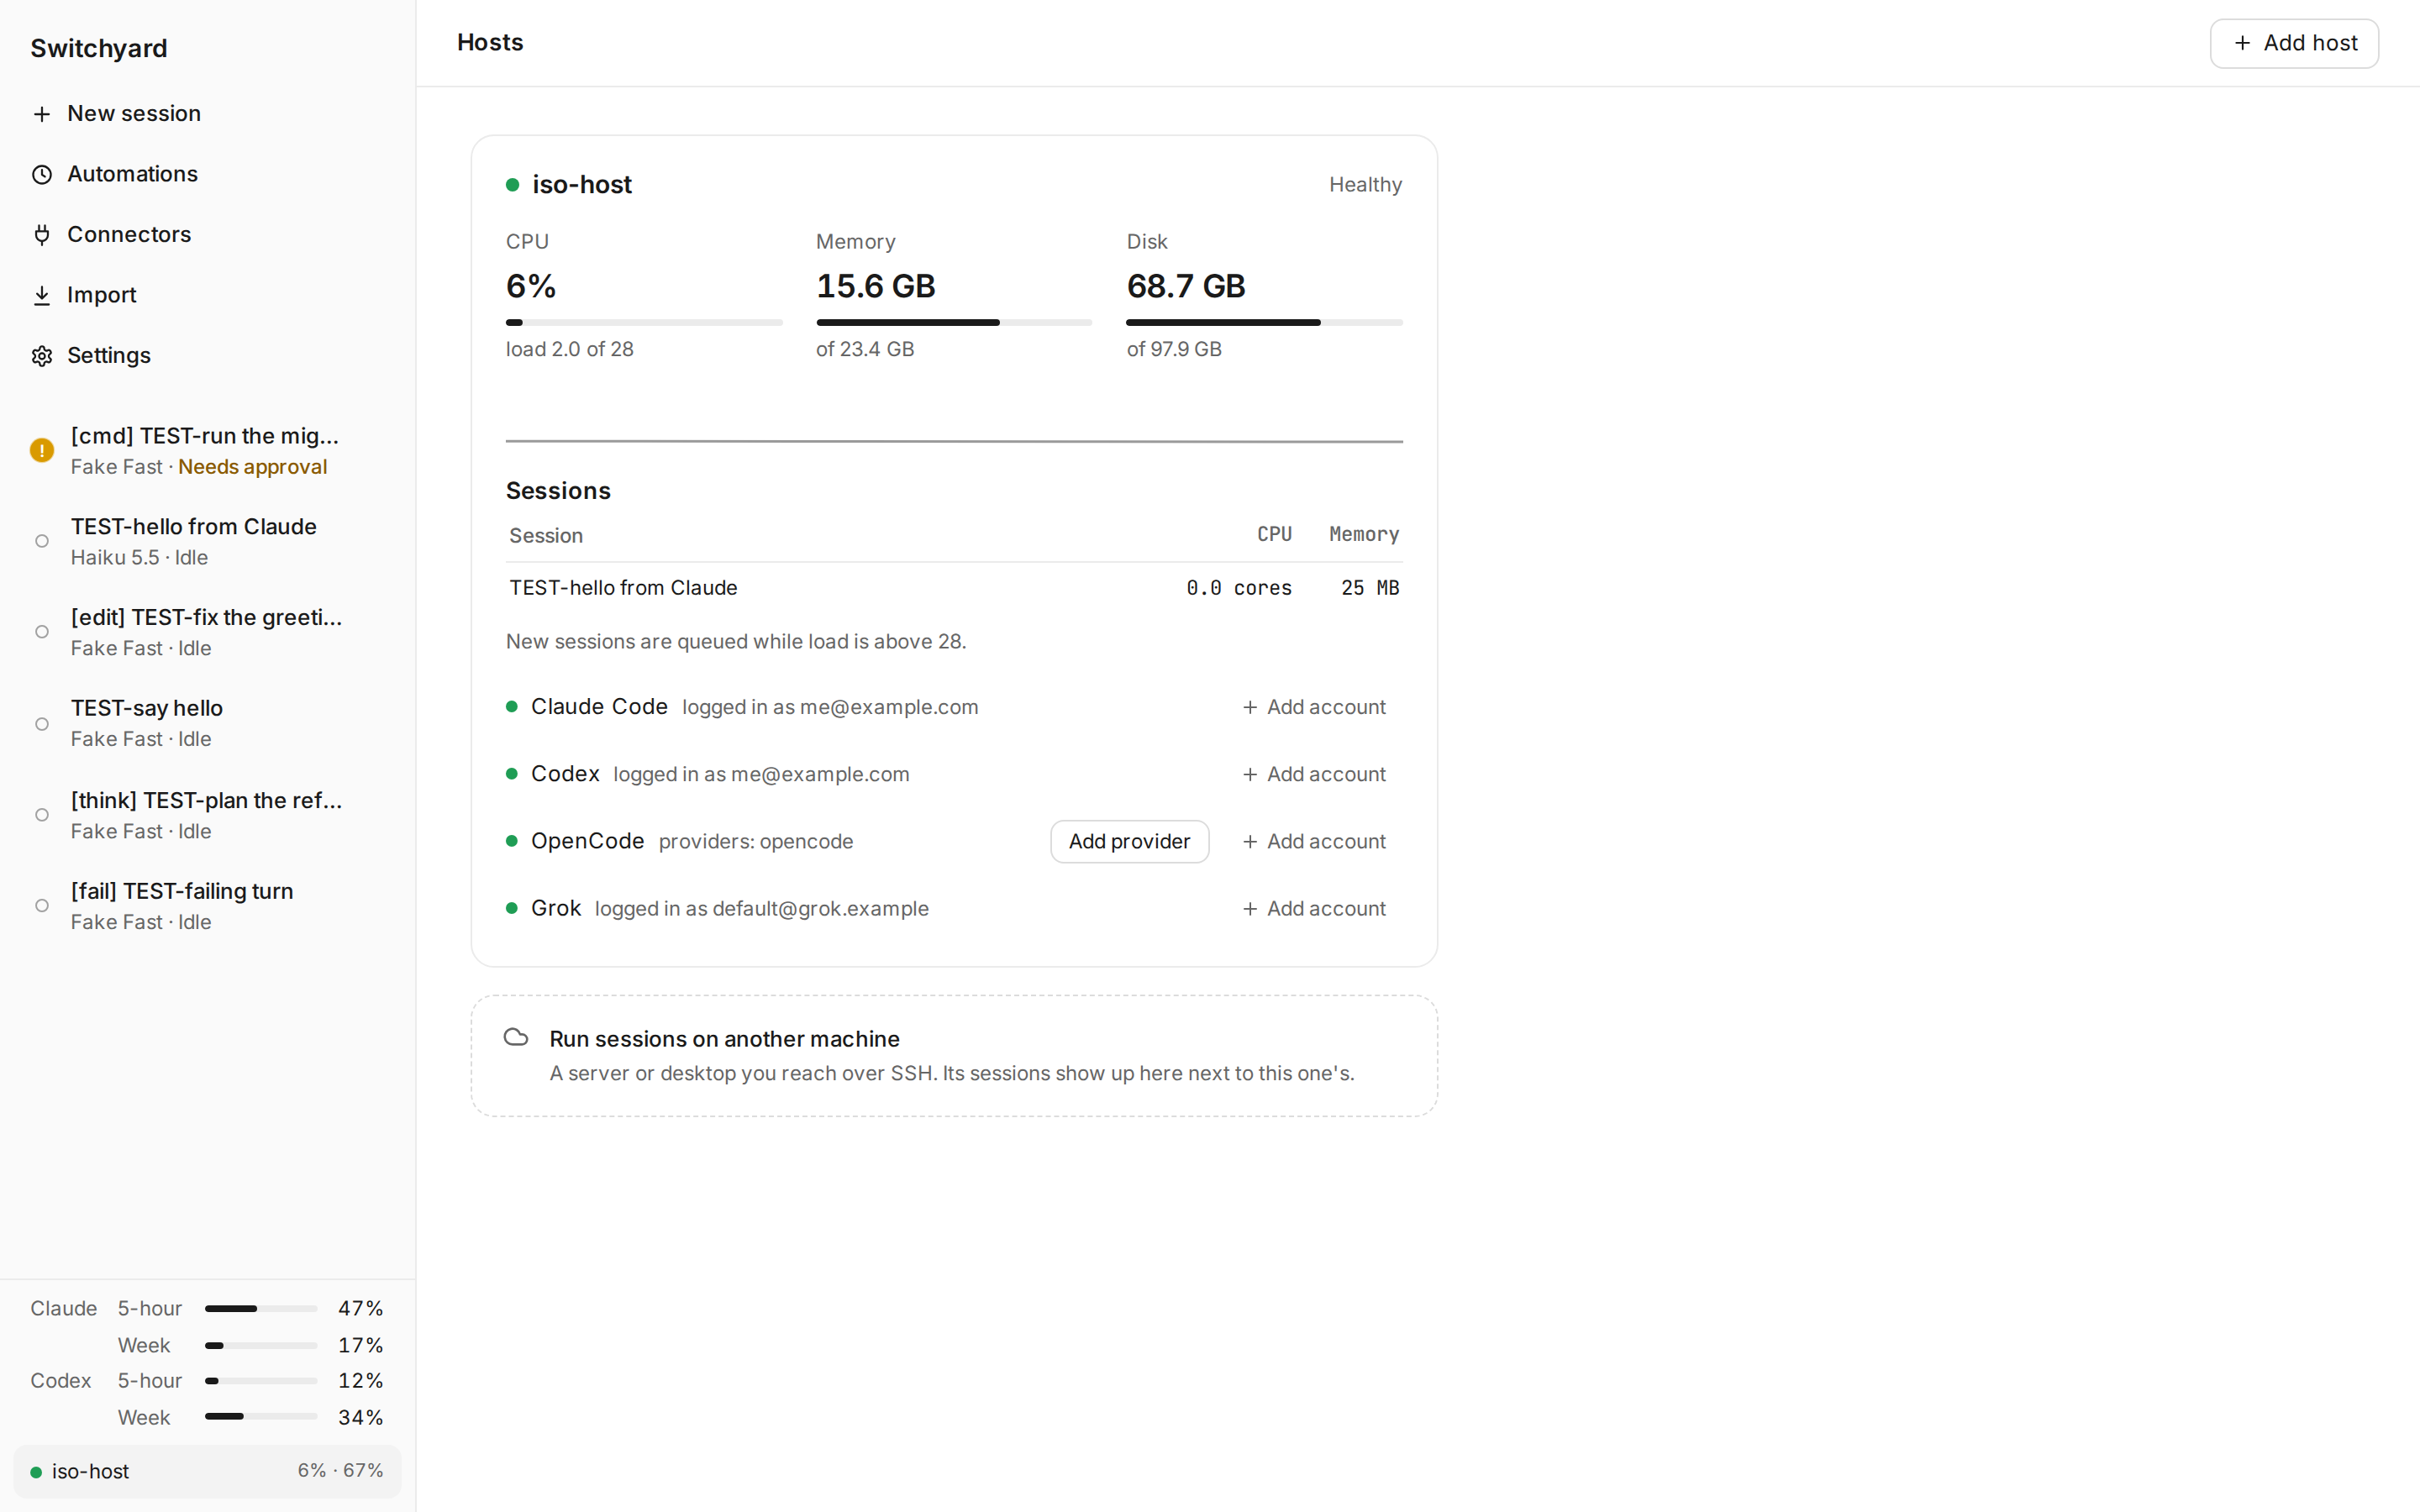 Switchyard
New session
Automations
Connectors
Import
Settings
[cmd] TEST-run the mig...
Fake Fast · Needs approval
TEST-hello from Claude
Haiku 5.5 · Idle
[edit] TEST-fix the greeti...
Fake Fast · Idle
TEST-say hello
Fake Fast · Idle
[think] TEST-plan the ref...
Fake Fast · Idle
[fail] TEST-failing turn
Fake Fast · Idle
Claude 5-hour 47%
Week 17%
Codex 5-hour 12%
Week 34%
iso-host 6% · 67%
Hosts
+ Add host
iso-host Healthy
CPU Memory Disk
6% 15.6 GB 68.7 GB
load 2.0 of 28 of 23.4 GB of 97.9 GB
Sessions
Session CPU Memory
TEST-hello from Claude 0.0 cores 25 MB
New sessions are queued while load is above 28.
Claude Code logged in as me@example.com + Add account
Codex logged in as me@example.com + Add account
OpenCode providers: opencode Add provider + Add account
Grok logged in as default@grok.example + Add account
Run sessions on another machine
A server or desktop you reach over SSH. Its sessions show up here next to this one's.